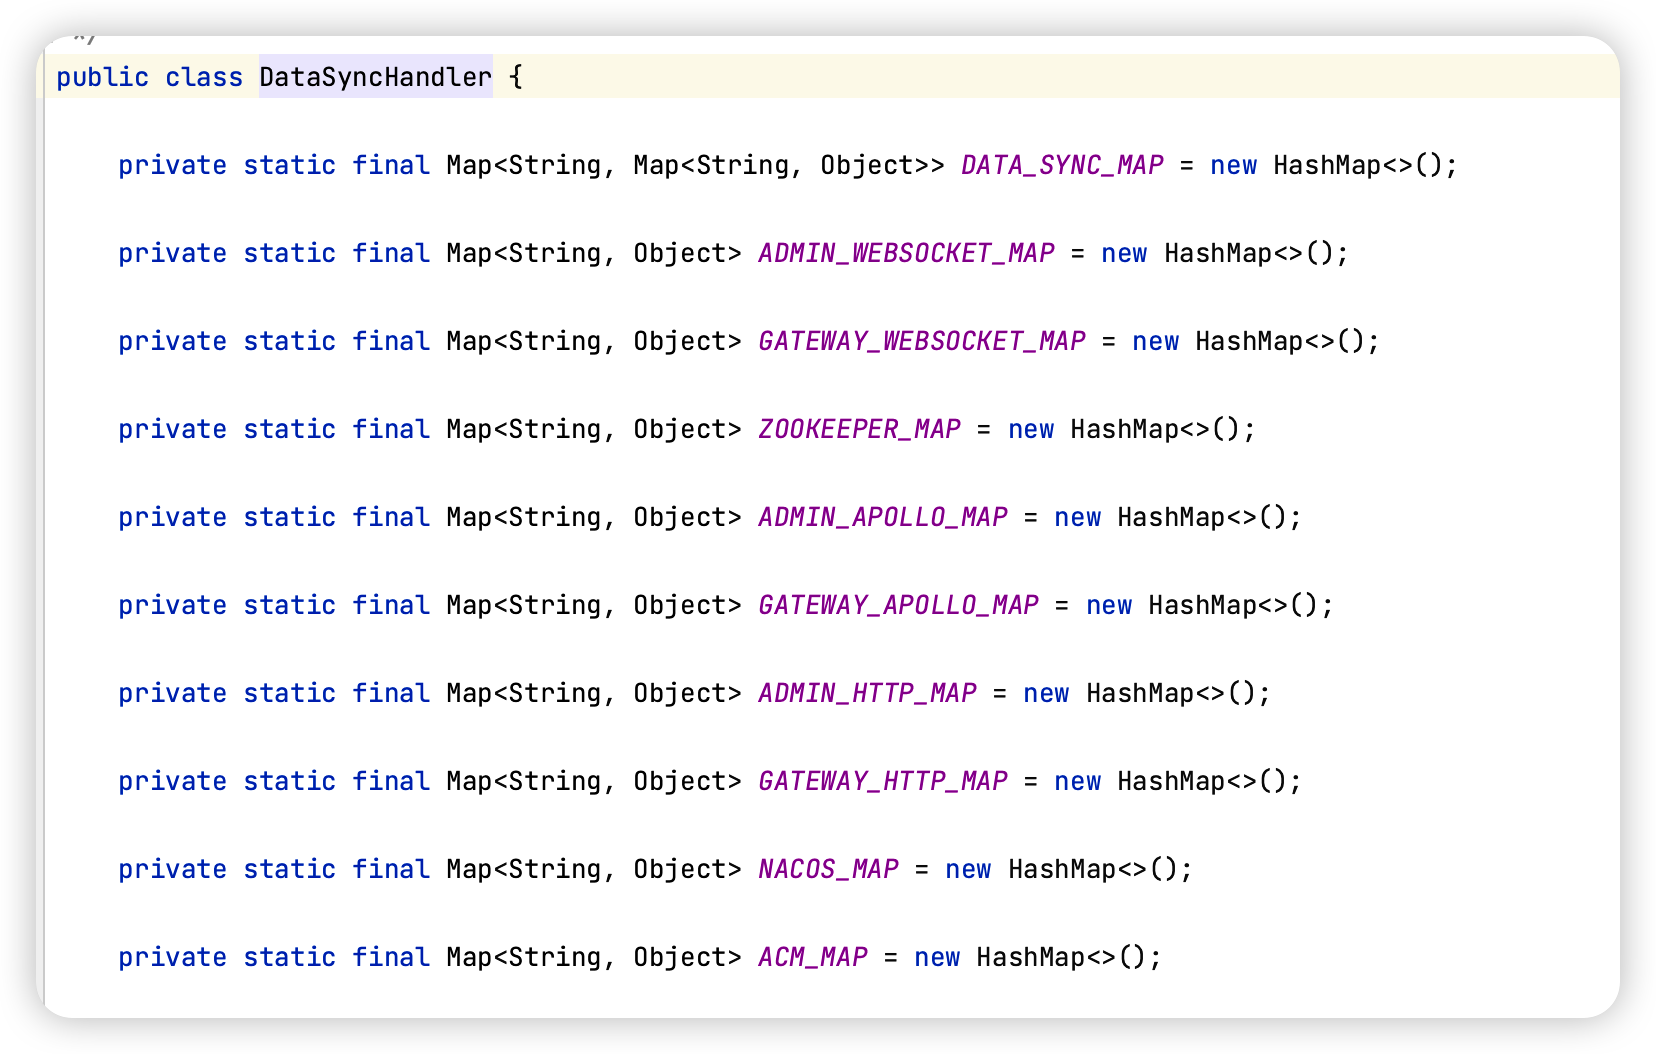 */
public class DataSyncHandler {
private static final Map<String, Map<String, Object>> DATA_SYNC_MAP = new HashMap<>();
private static final Map<String, Object> ADMIN_WEBSOCKET_MAP = new HashMap<>();
private static final Map<String, Object> GATEWAY_WEBSOCKET_MAP = new HashMap<>();
private static final Map<String, Object> ZOOKEEPER_MAP = new HashMap<>();
private static final Map<String, Object> ADMIN_APOLLO_MAP = new HashMap<>();
private static final Map<String, Object> GATEWAY_APOLLO_MAP = new HashMap<>();
private static final Map<String, Object> ADMIN_HTTP_MAP = new HashMap<>();
private static final Map<String, Object> GATEWAY_HTTP_MAP = new HashMap<>();
private static final Map<String, Object> NACOS_MAP = new HashMap<>();
private static final Map<String, Object> ACM_MAP = new HashMap<>();